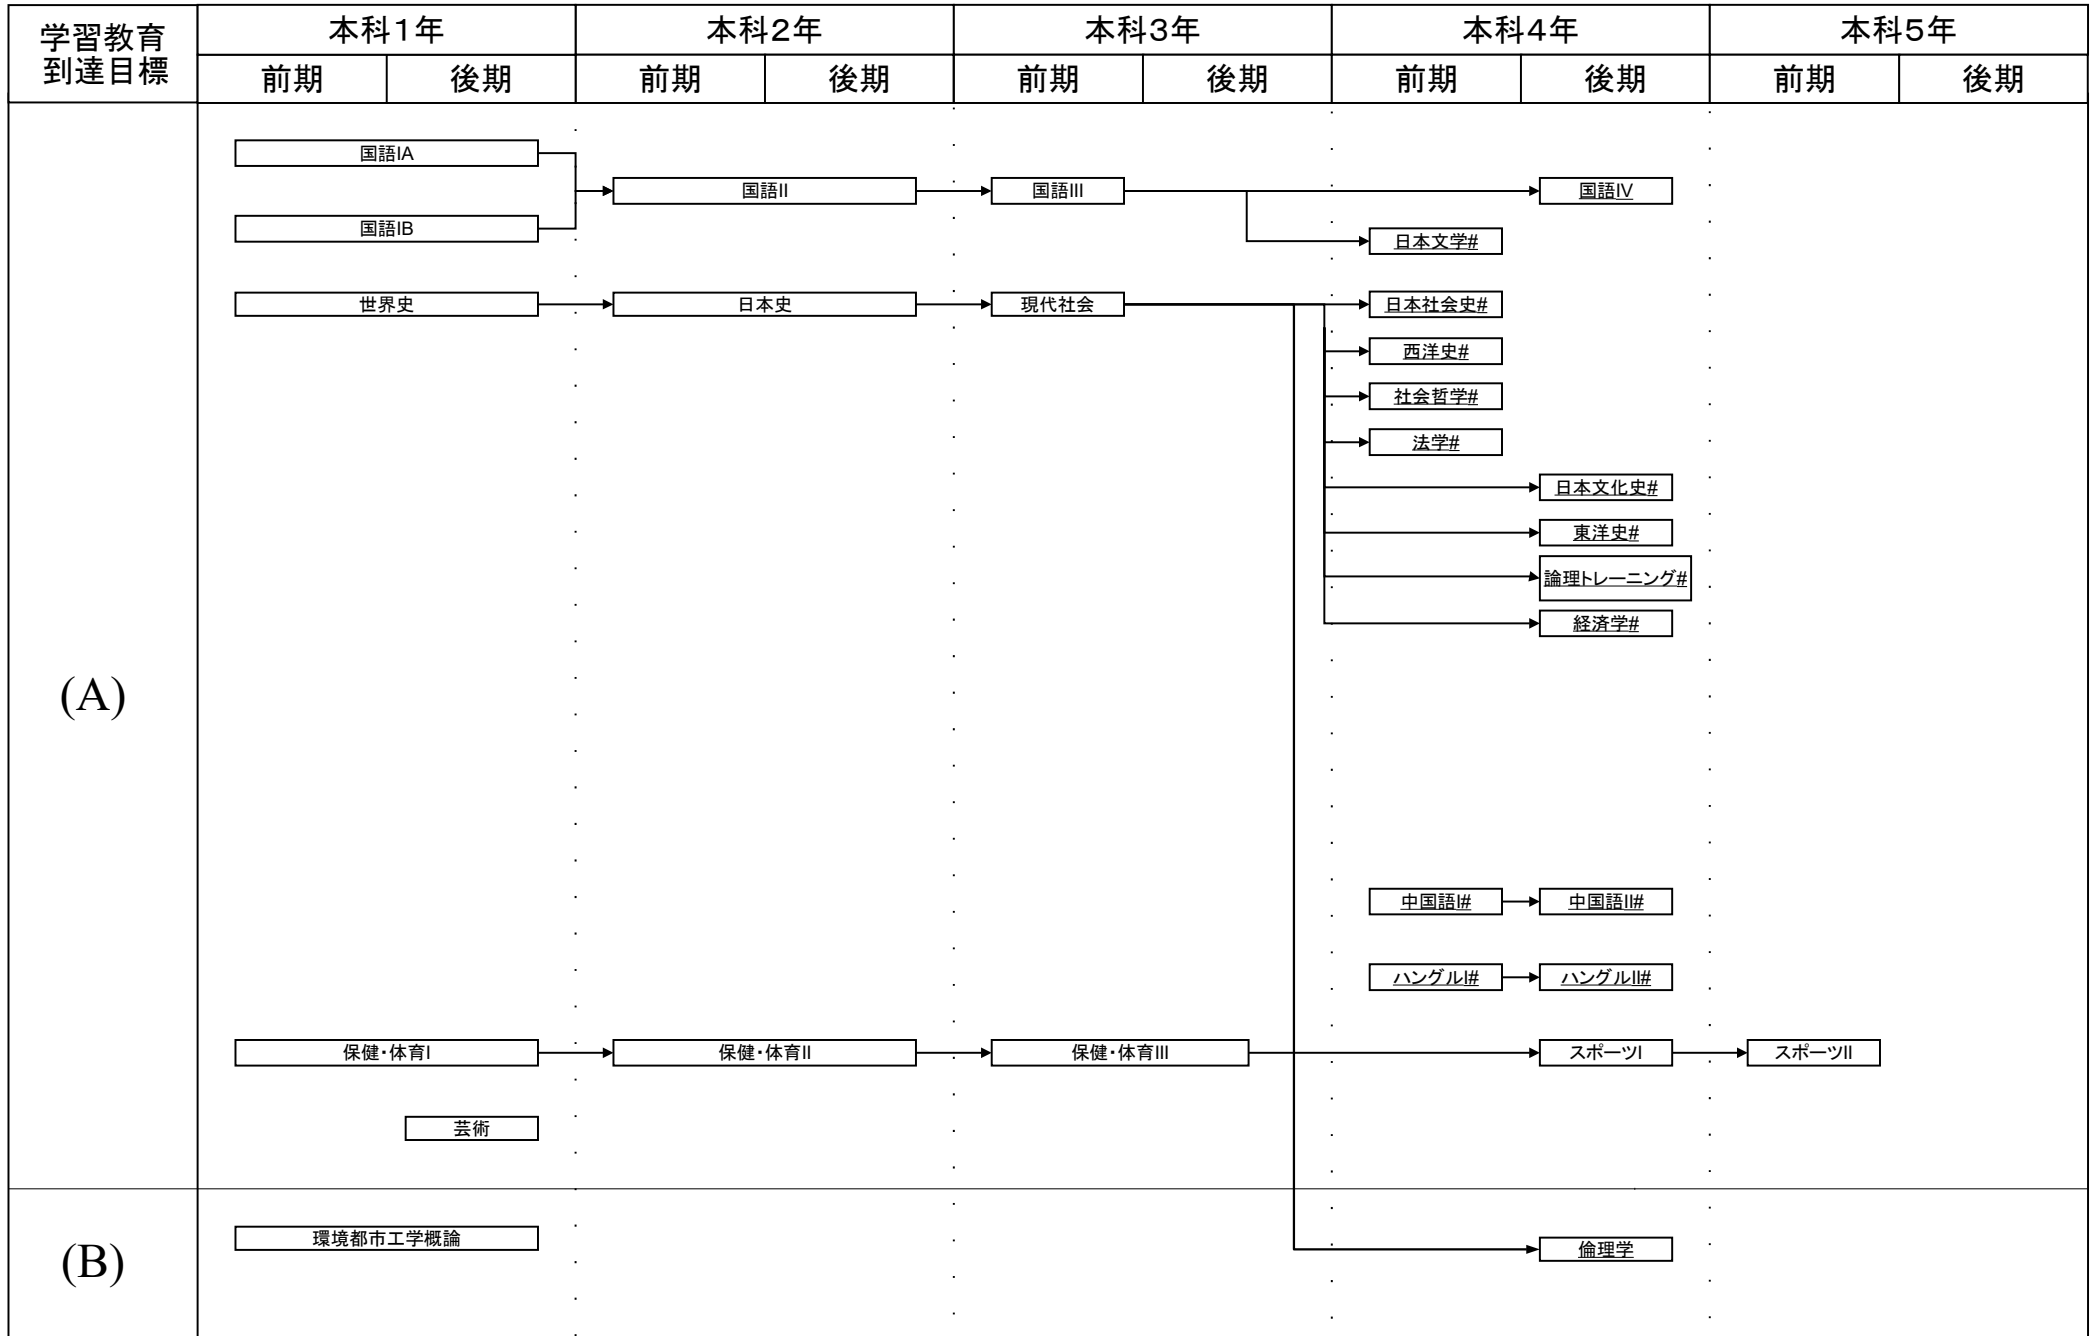 学習教育
到達目標
本科1年
本科2年
本科3年
本科4年
本科5年
前期
後期
前期
後期
前期
後期
前期
後期
前期
後期
(A)
国語IA
国語II
国語III
国語IV
国語IB
日本文学#
世界史
日本史
現代社会
日本社会史#
西洋史#
社会哲学#
法学#
日本文化史#
東洋史#
論理トレーニング#
経済学#
中国語I#
中国語II#
ハングルI#
ハングルII#
保健・体育I
保健・体育II
保健・体育III
スポーツI
スポーツII
芸術
(B)
環境都市工学概論
倫理学